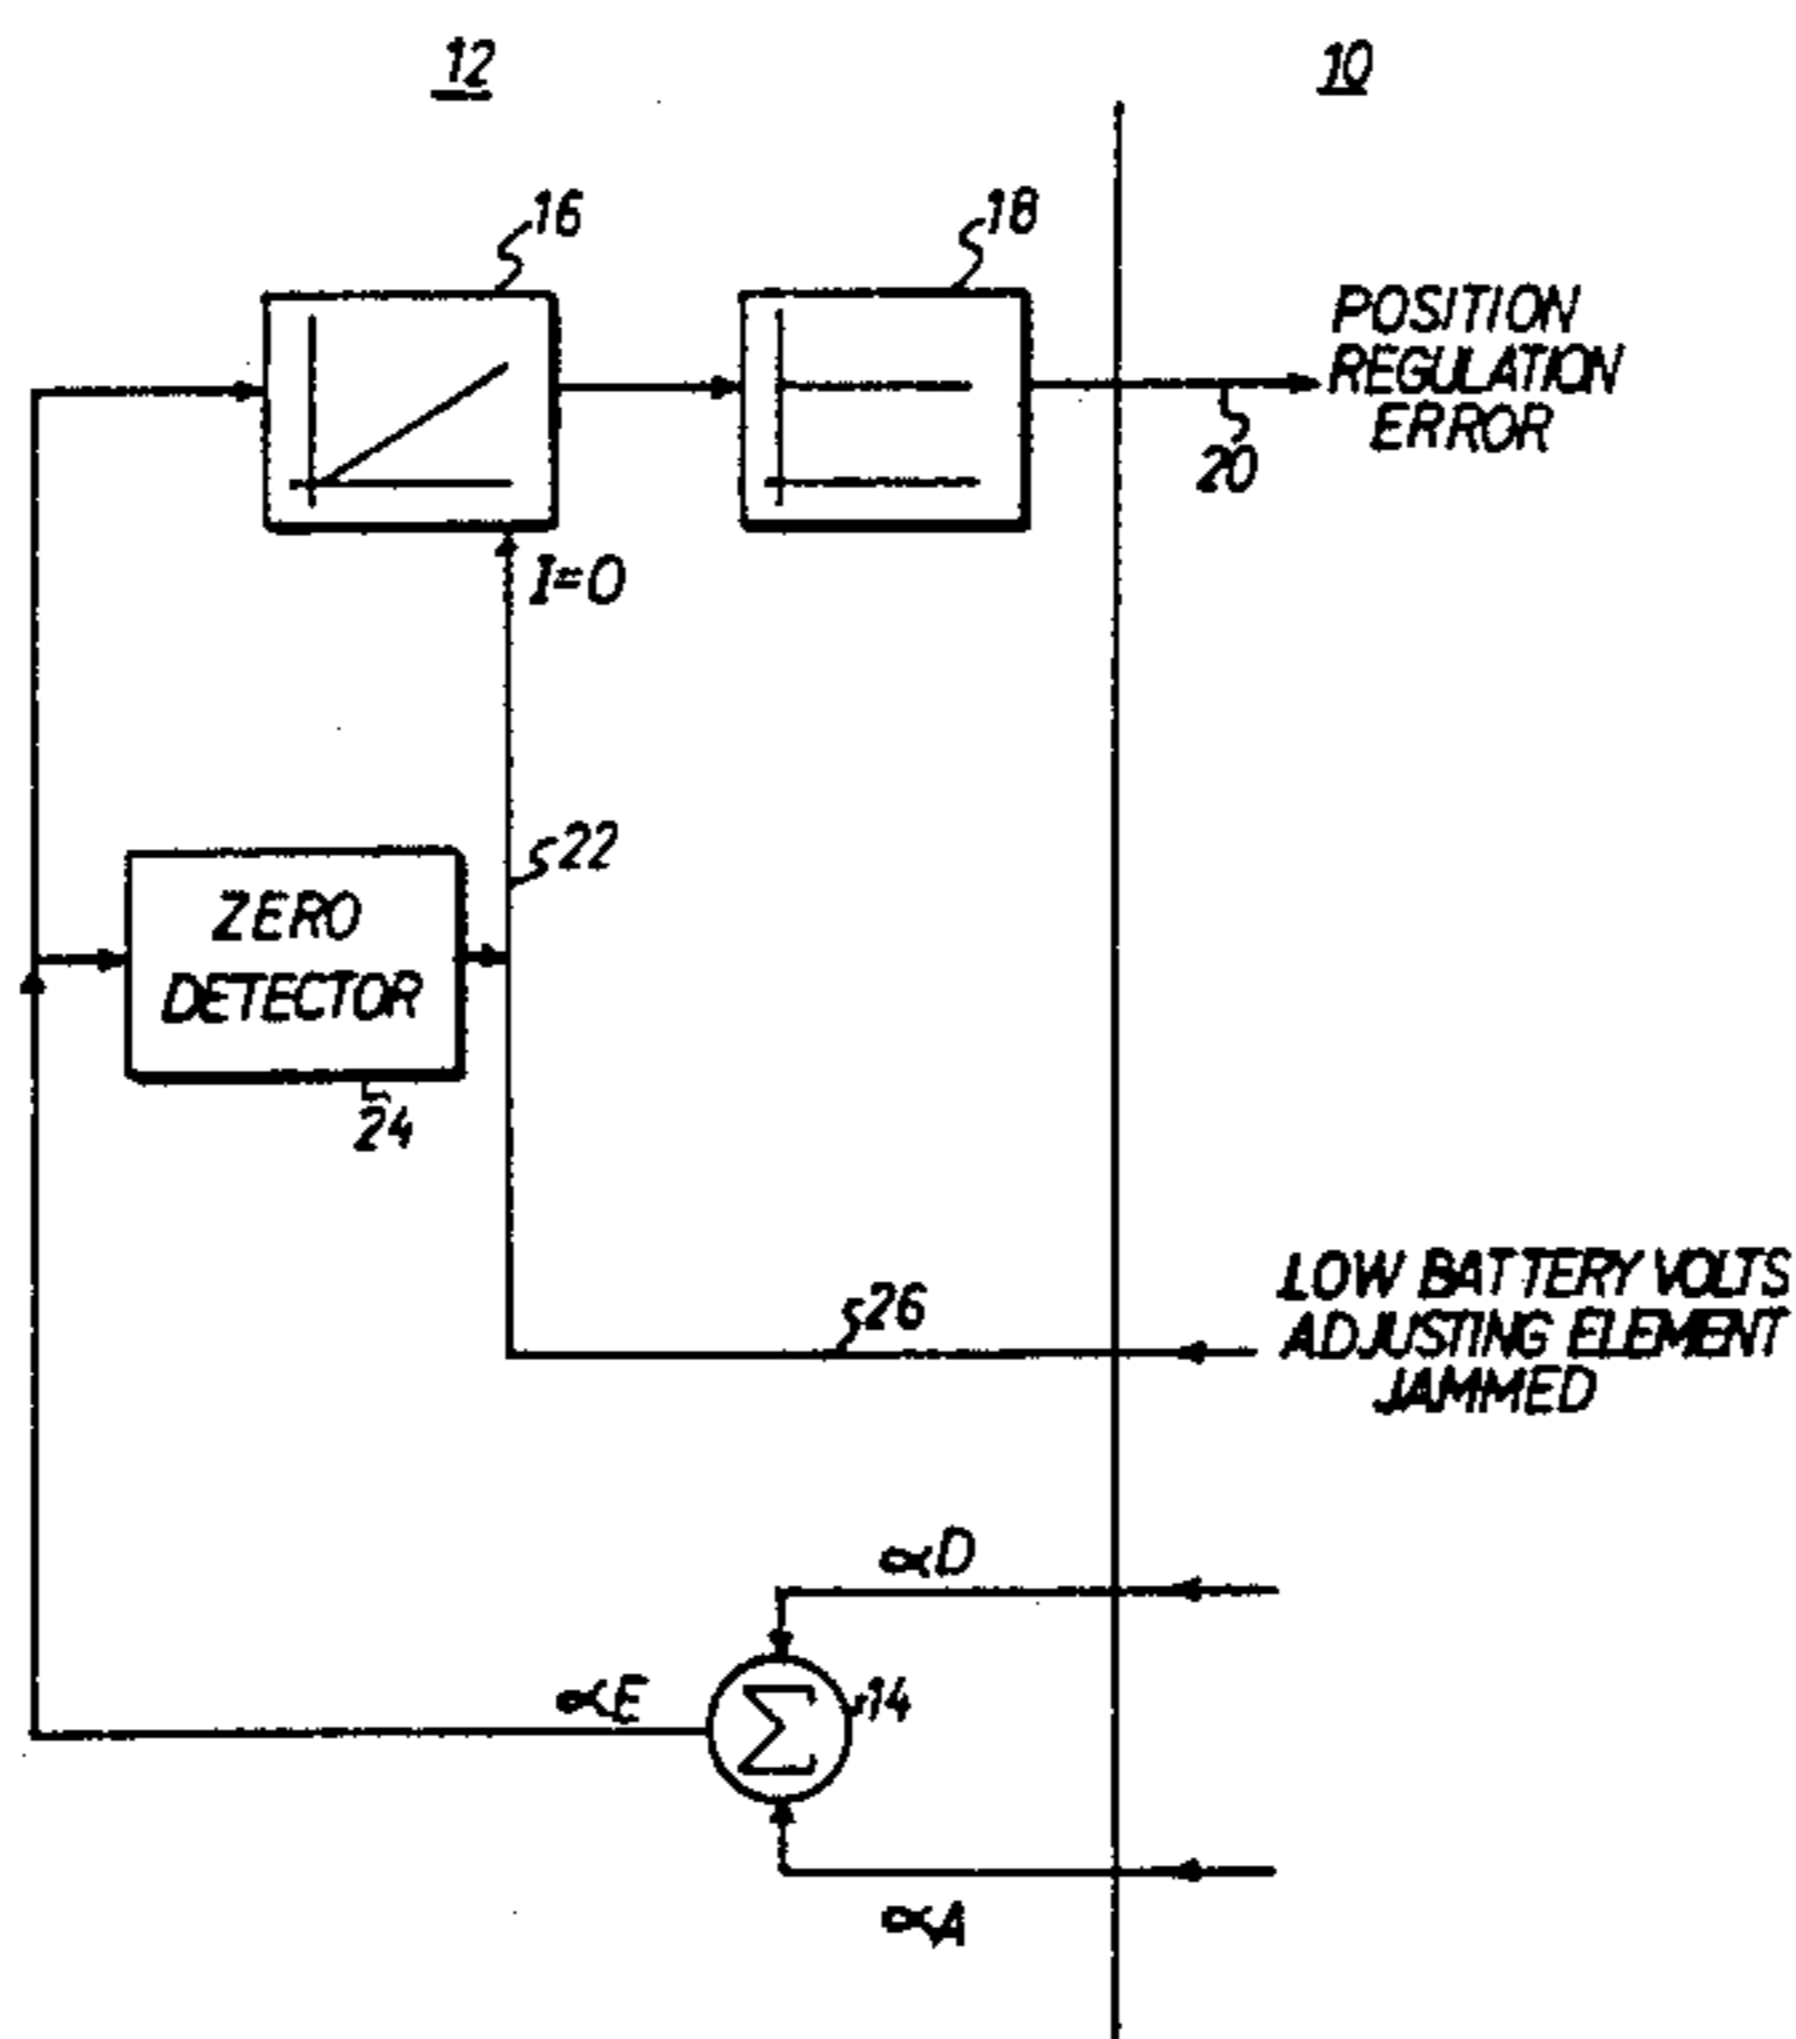 12
10
16
18
POSITION
REGULATION
ERROR
20
I=0
22
ZERO
DETECTOR
24
26
LOW BATTERY VOLTS
ADJUSTING ELEMENT
JAMMED
∝D
∝E
Σ
14
∝A